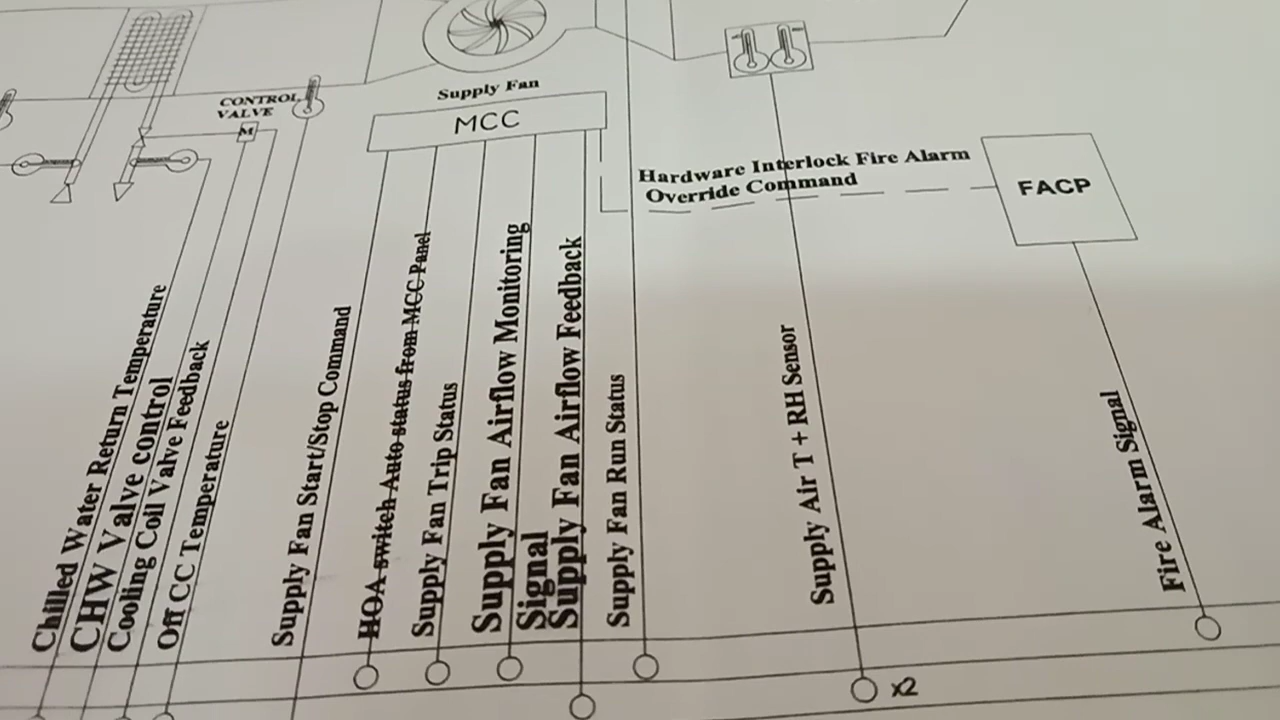 CONTROL
VALVE
M
Supply Fan
MCC
Hardware Interlock Fire Alarm
Override Command
FACP
Chilled Water Return Temperature
CHW Valve control
Cooling Coil Valve Feedback
Off CC Temperature
Supply Fan Start/Stop Command
HOA switch Auto status from MCC Panel
Supply Fan Trip Status
Supply Fan Airflow Monitoring
Signal
Supply Fan Airflow Feedback
Supply Fan Run Status
Supply Air T + RH Sensor
Fire Alarm Signal
x2